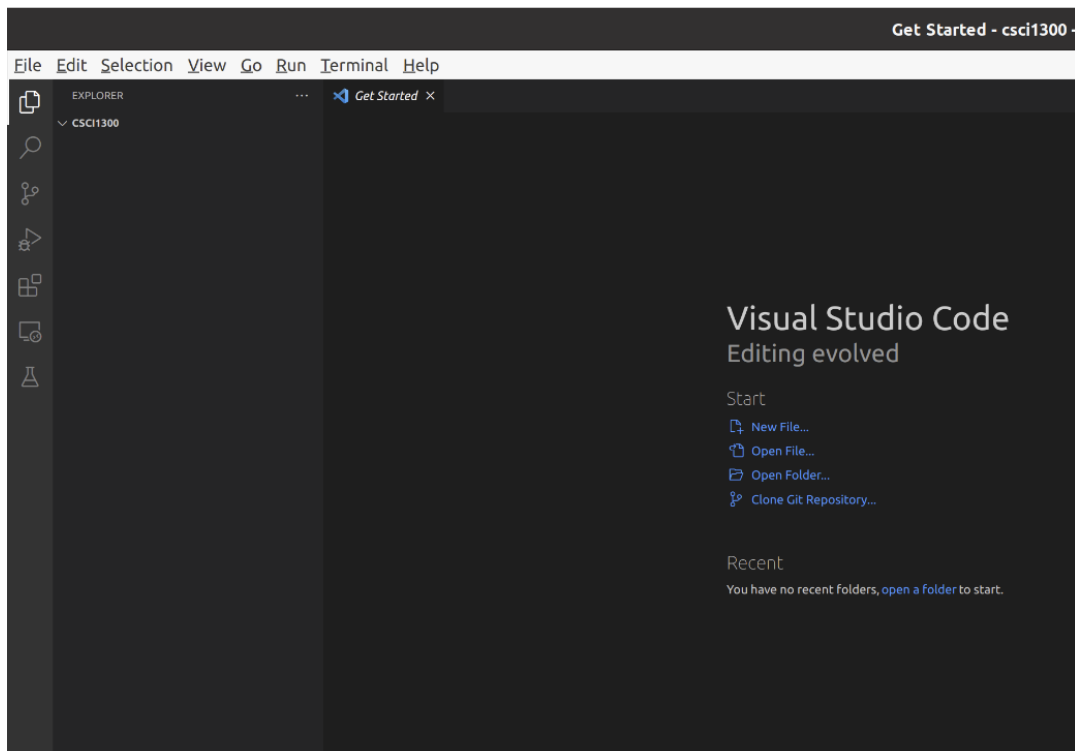 Get Started - csci1300 -
File Edit Selection View Go Run Terminal Help
EXPLORER ...
Get Started
CSCI1300
Visual Studio Code
Editing evolved
Start
New File...
Open File...
Open Folder...
Clone Git Repository...
Recent
You have no recent folders, open a folder to start.